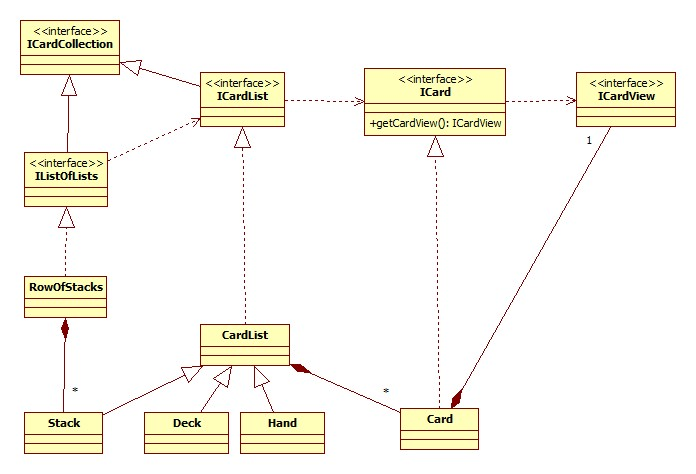 <<interface>>
ICardCollection
<<interface>>
ICardList
<<interface>>
ICard
+getCardView(): ICardView
<<interface>>
ICardView
1
<<interface>>
IListOfLists
RowOfStacks
CardList
*
*
Stack
Deck
Hand
Card